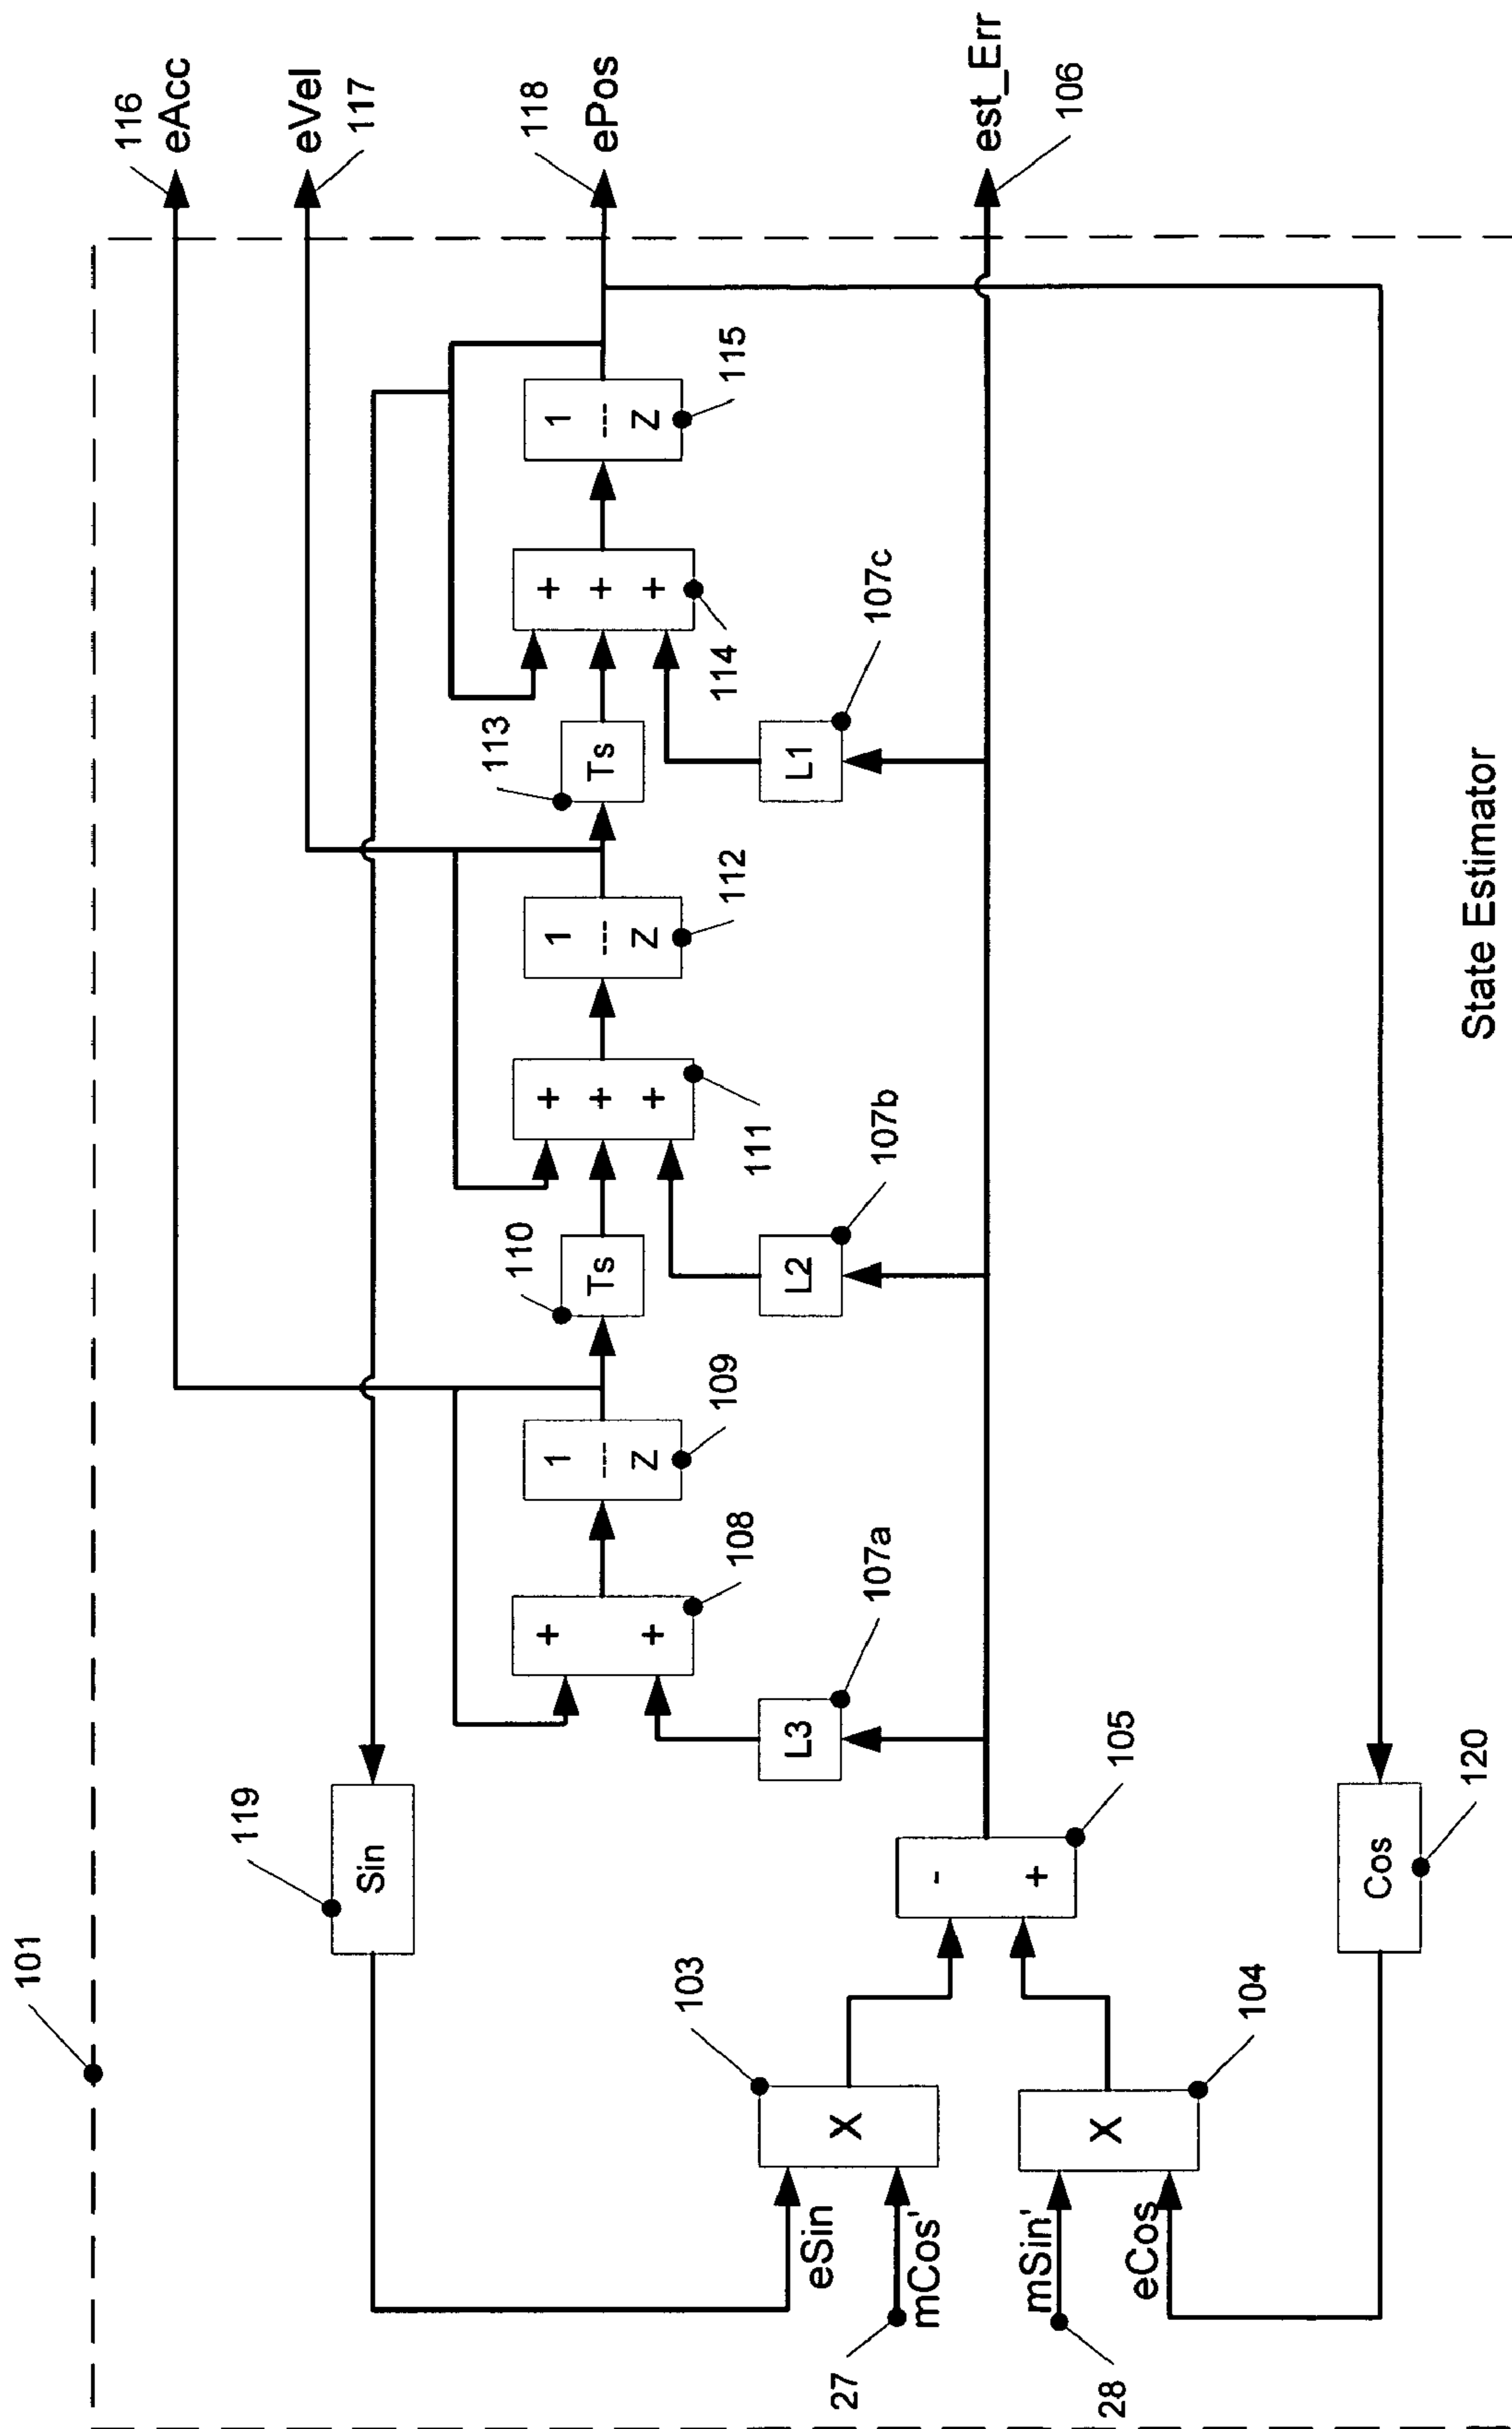 101
116
eAcc
eVel
117
119
Sin
118
ePos
113
115
1
---
Z
110
112
1
---
Z
109
1
---
Z
108
+
+
Ts
111
+
+
+
Ts
114
+
+
+
L3
107a
L2
107b
L1
107c
103
X
eSin
mCos'
27
105
-
+
est_Err
106
104
X
mSin'
28
eCos
Cos
120
State Estimator